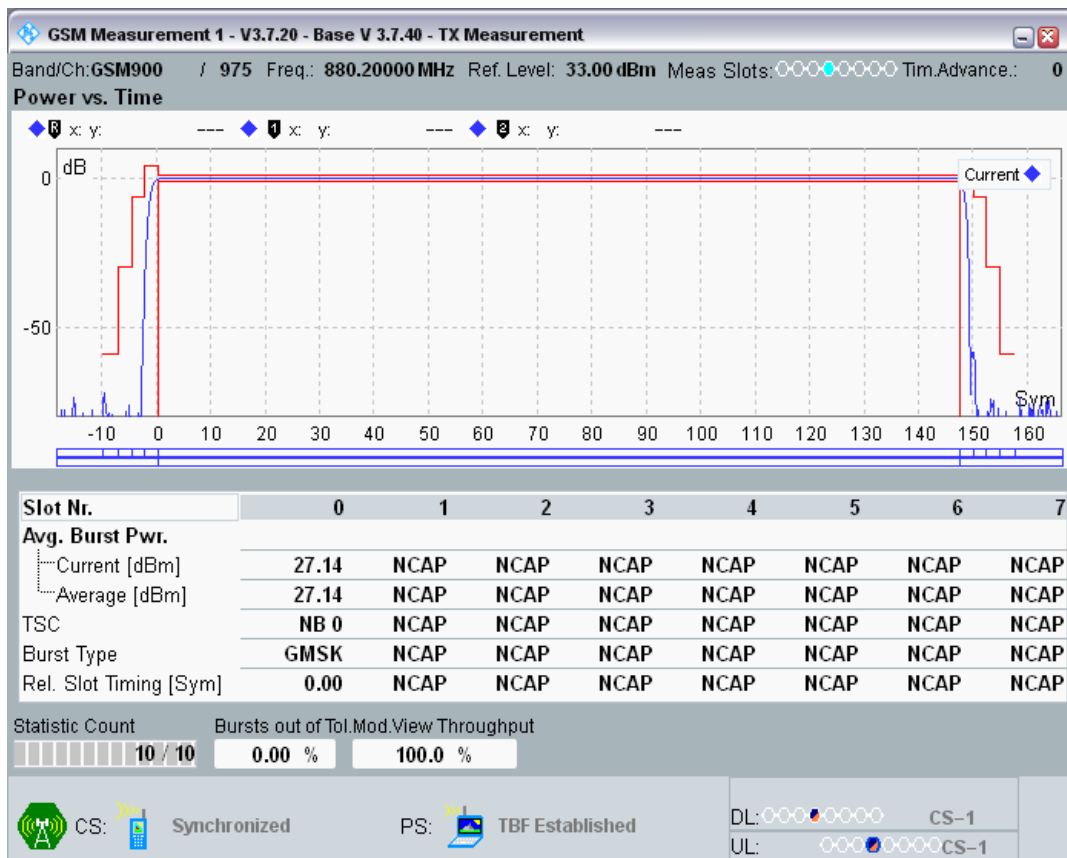 GSM Measurement 1 - V3.7.20 - Base V 3.7.40 - TX Measurement
Band/Ch:GSM900 / 975 Freq.: 880.20000 MHz Ref. Level: 33.00 dBm Meas Slots: Tim.Advance.: 0
Power vs. Time
R x: y: --- 1 x: y: --- 2 x: y: ---
dB
Current
0
-50
Sym
-10 0 10 20 30 40 50 60 70 80 90 100 110 120 130 140 150 160
Slot Nr. 0 1 2 3 4 5 6 7
Avg. Burst Pwr.
Current [dBm] 27.14 NCAP NCAP NCAP NCAP NCAP NCAP NCAP
Average [dBm] 27.14 NCAP NCAP NCAP NCAP NCAP NCAP NCAP
TSC NB 0 NCAP NCAP NCAP NCAP NCAP NCAP NCAP
Burst Type GMSK NCAP NCAP NCAP NCAP NCAP NCAP NCAP
Rel. Slot Timing [Sym] 0.00 NCAP NCAP NCAP NCAP NCAP NCAP NCAP
Statistic Count Bursts out of Tol.Mod.View Throughput
10 / 10 0.00 % 100.0 %
CS: Synchronized PS: TBF Established
DL: CS-1
UL: CS-1